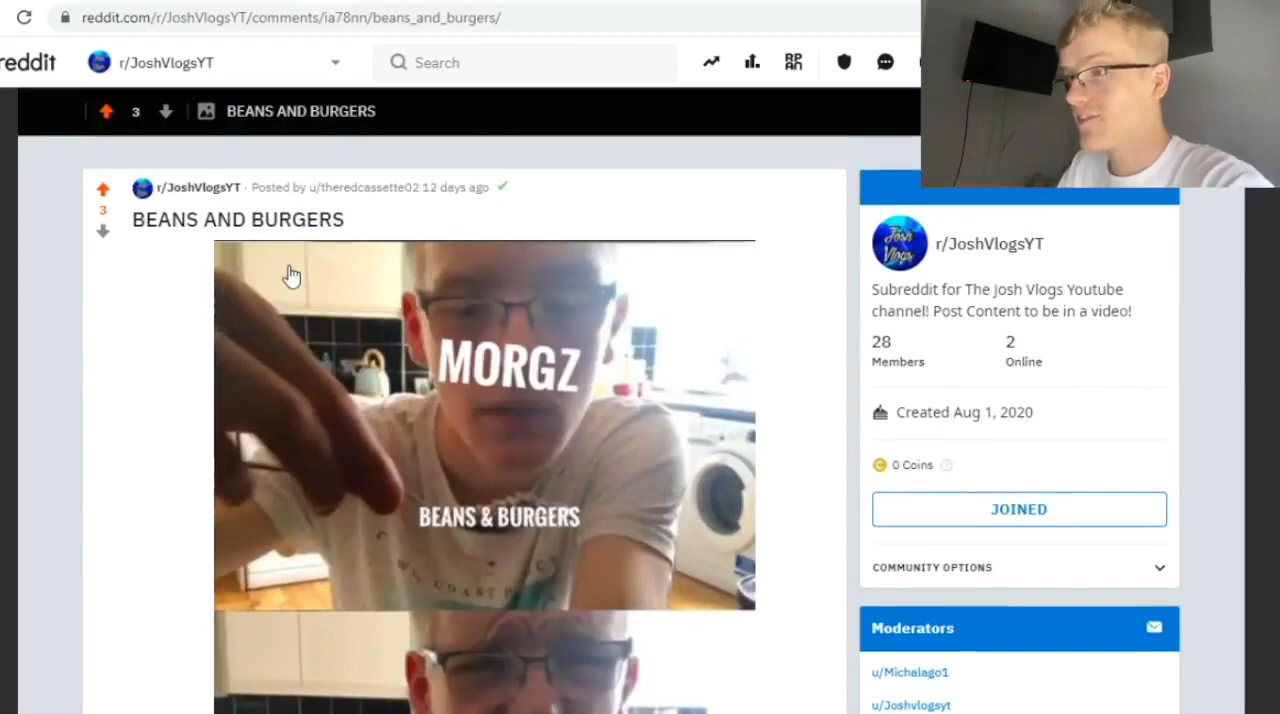 reddit.com/r/JoshVlogsYT/comments/ia78nn/beans_and_burgers/
reddit
r/JoshVlogsYT
Search
3
BEANS AND BURGERS
r/JoshVlogsYT · Posted by u/theredcassette02 12 days ago
3
BEANS AND BURGERS
MORGZ
BEANS & BURGERS
Josh Vlogs
r/JoshVlogsYT
Subreddit for The Josh Vlogs Youtube
channel! Post Content to be in a video!
28
2
Members
Online
Created Aug 1, 2020
0 Coins
JOINED
COMMUNITY OPTIONS
Moderators
u/Michalago1
u/Joshvlogsyt